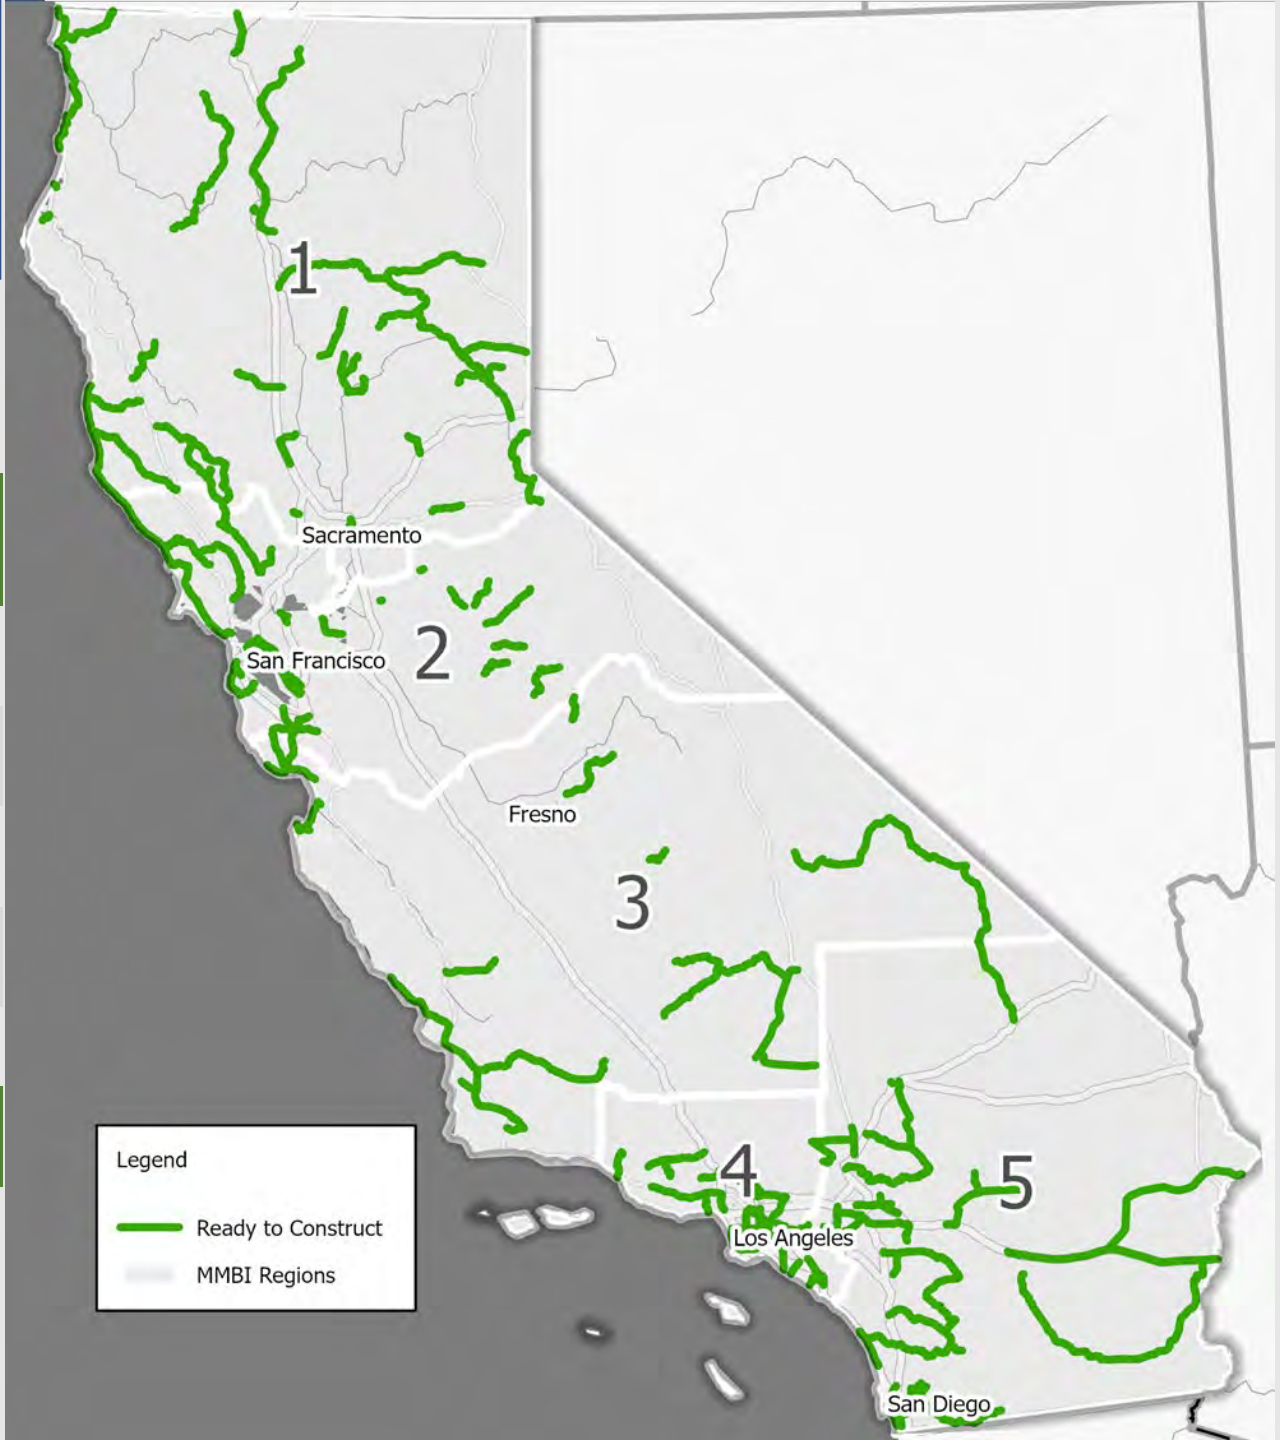 1
Sacramento
2
San Francisco
Fresno
3
4
5
Los Angeles
San Diego
Legend
Ready to Construct
MMBI Regions